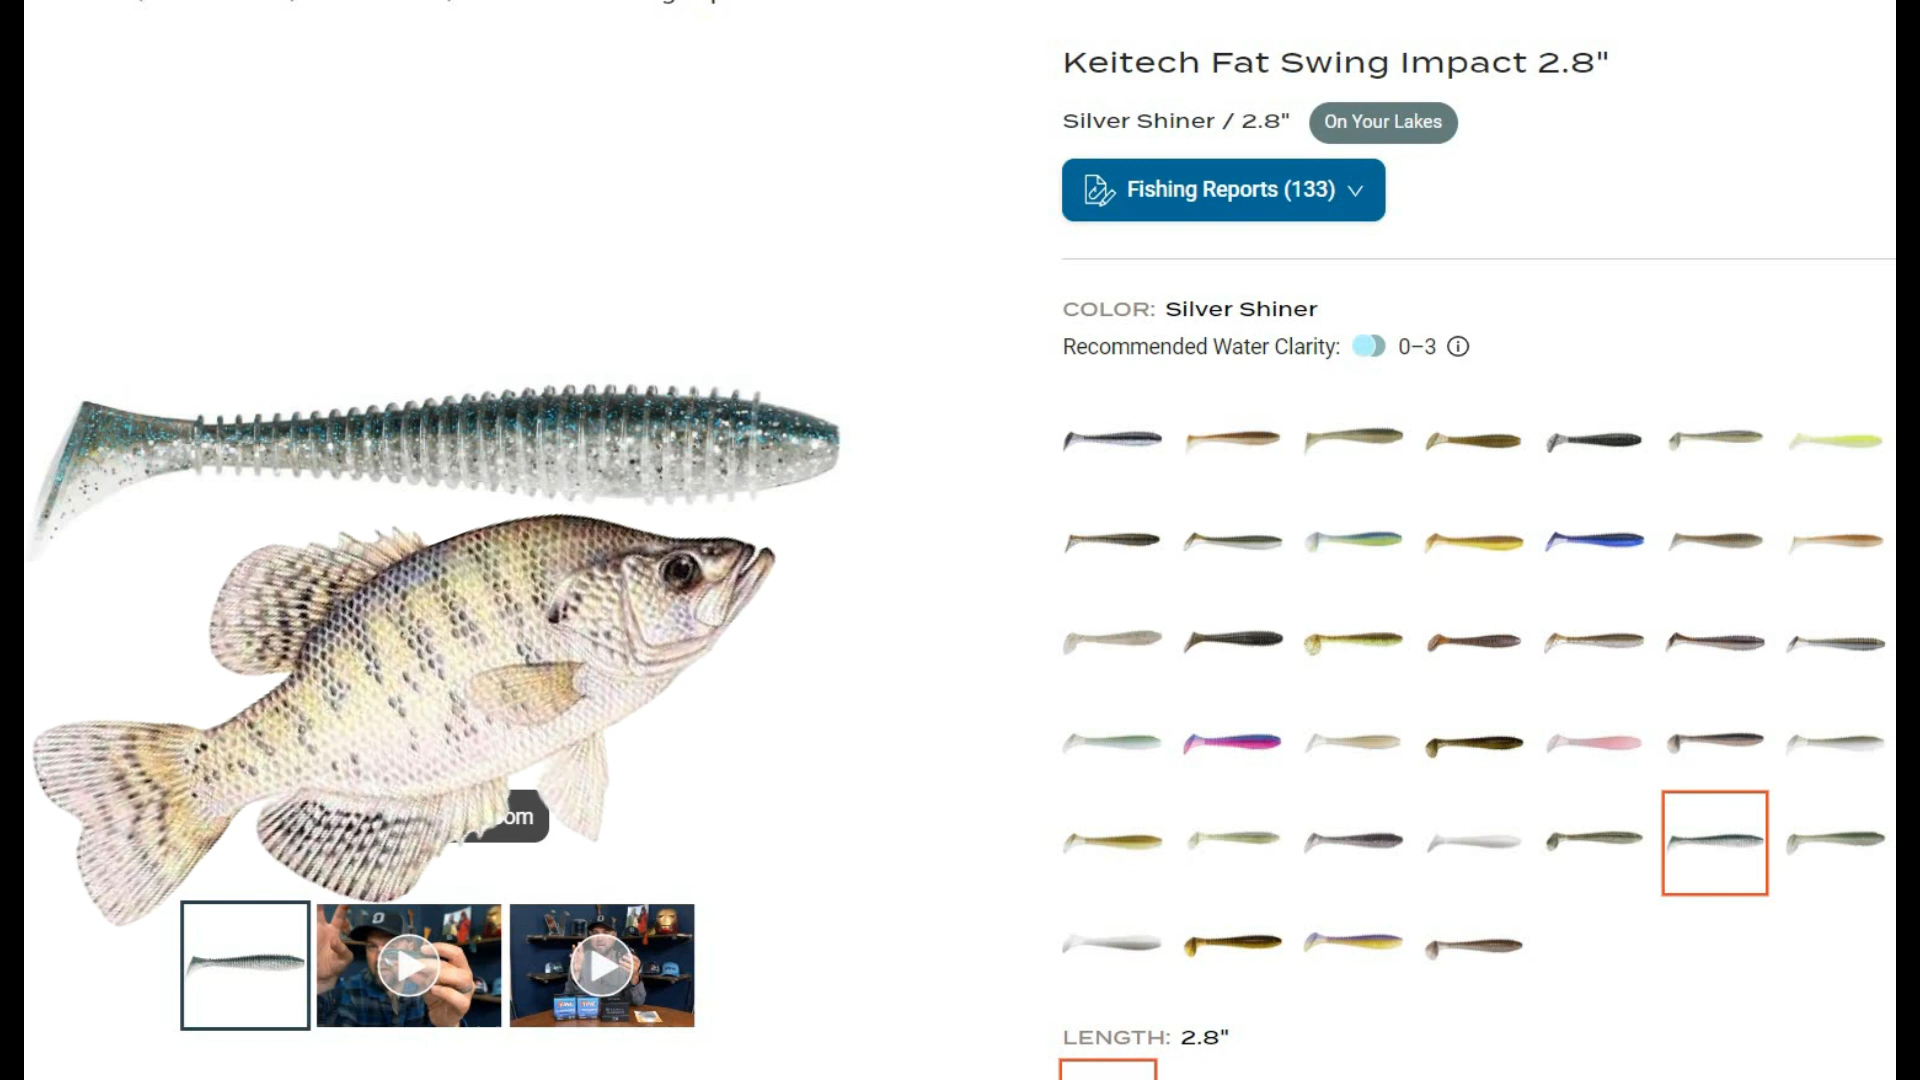 Keitech Fat Swing Impact 2.8"
Silver Shiner / 2.8" On Your Lakes
Fishing Reports (133)
COLOR: Silver Shiner
Recommended Water Clarity: 0–3
LENGTH: 2.8"